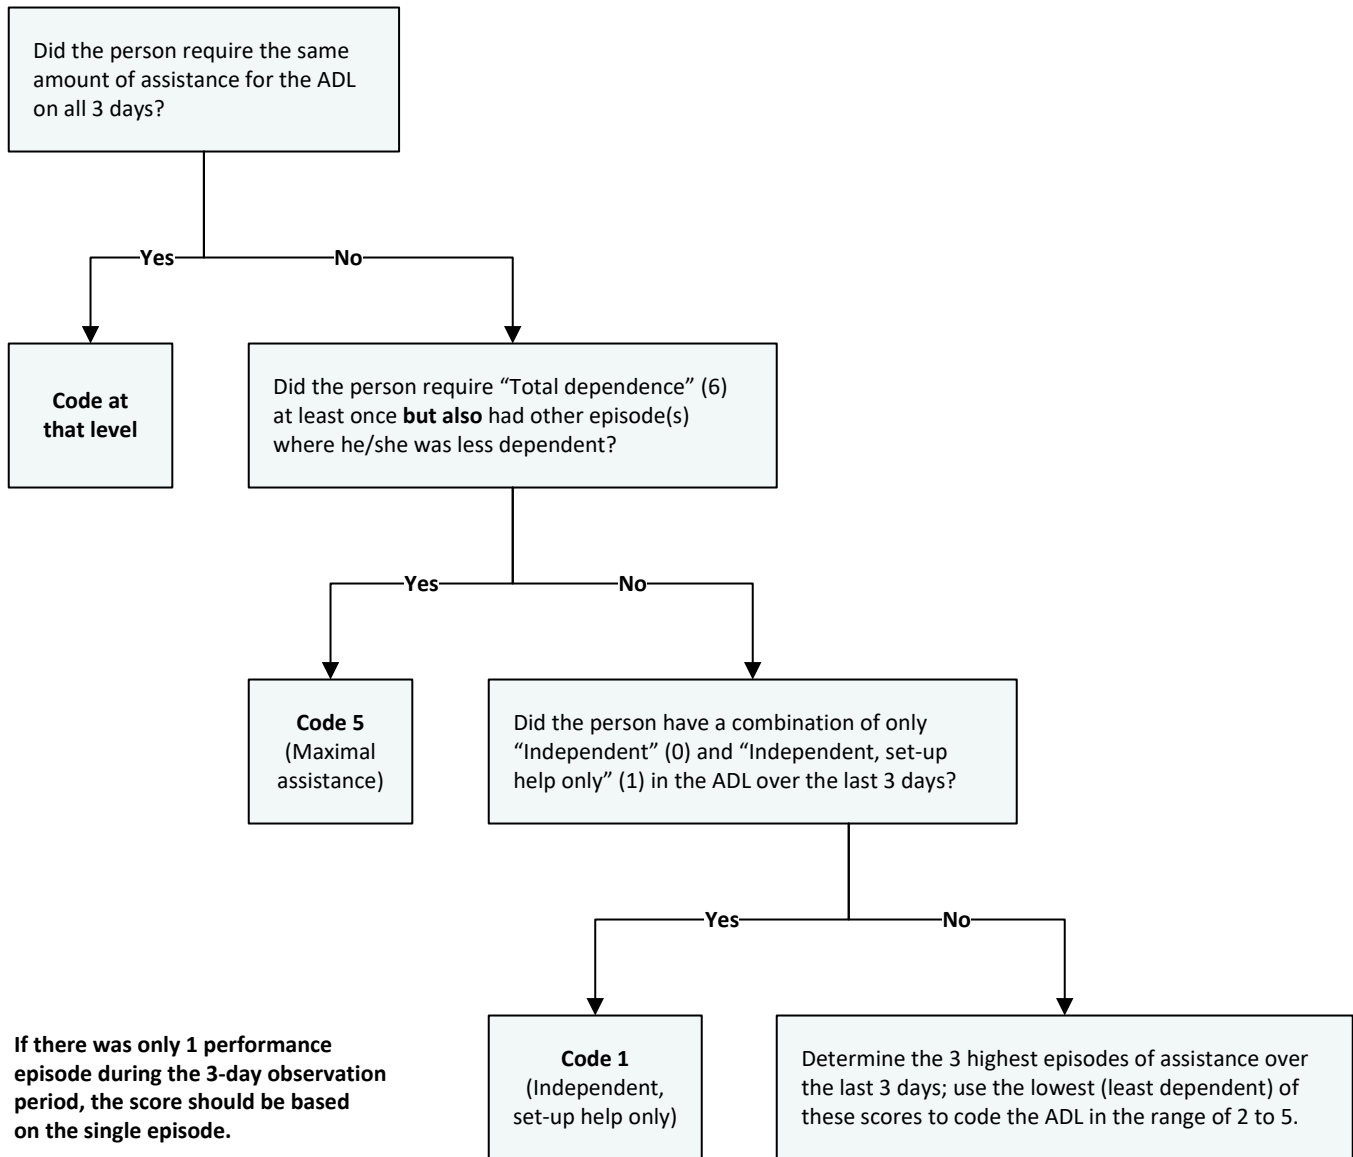 Did the person require the same
amount of assistance for the ADL
on all 3 days?
Yes
No
Code at
that level
Did the person require “Total dependence” (6)
at least once but also had other episode(s)
where he/she was less dependent?
Yes
No
Code 5
(Maximal
assistance)
Did the person have a combination of only
“Independent” (0) and “Independent, set-up
help only” (1) in the ADL over the last 3 days?
Yes
No
If there was only 1 performance
episode during the 3-day observation
period, the score should be based
on the single episode.
Code 1
(Independent,
set-up help only)
Determine the 3 highest episodes of assistance over
the last 3 days; use the lowest (least dependent) of
these scores to code the ADL in the range of 2 to 5.